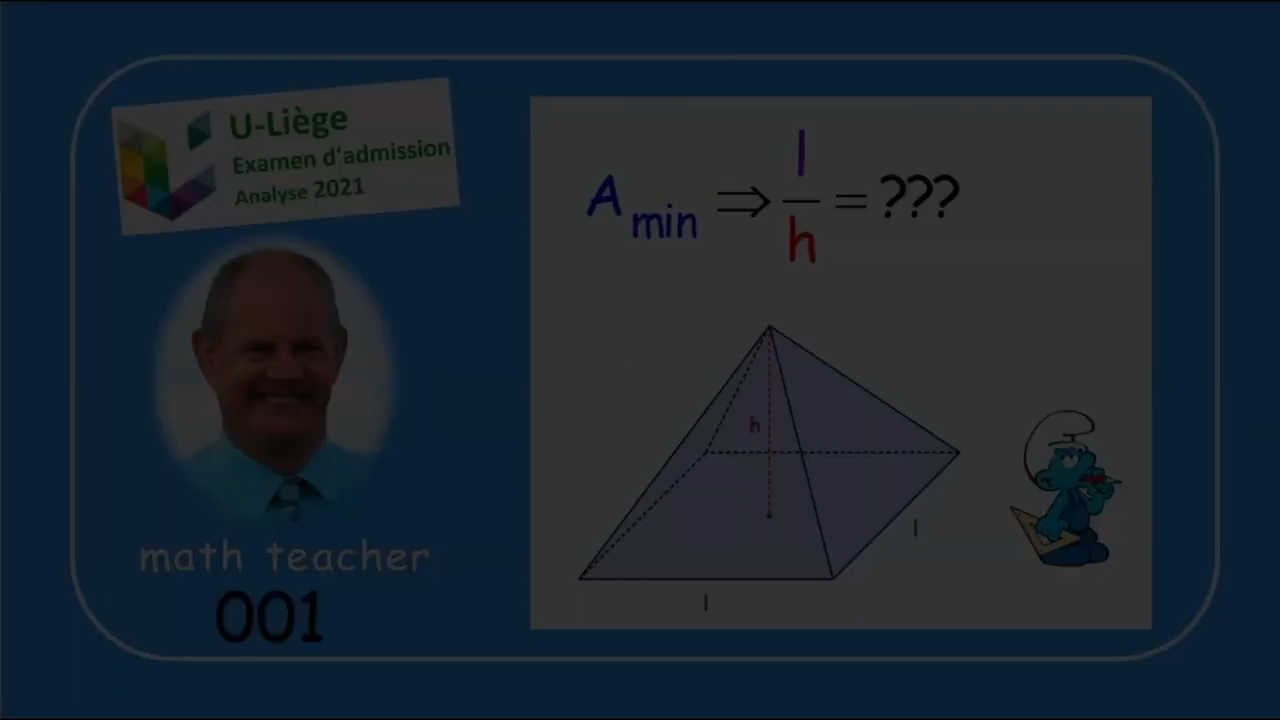 U-Liège
Examen d'admission
Analyse 2021
math teacher
001
A min ⇒ l/h = ???
h
l
l